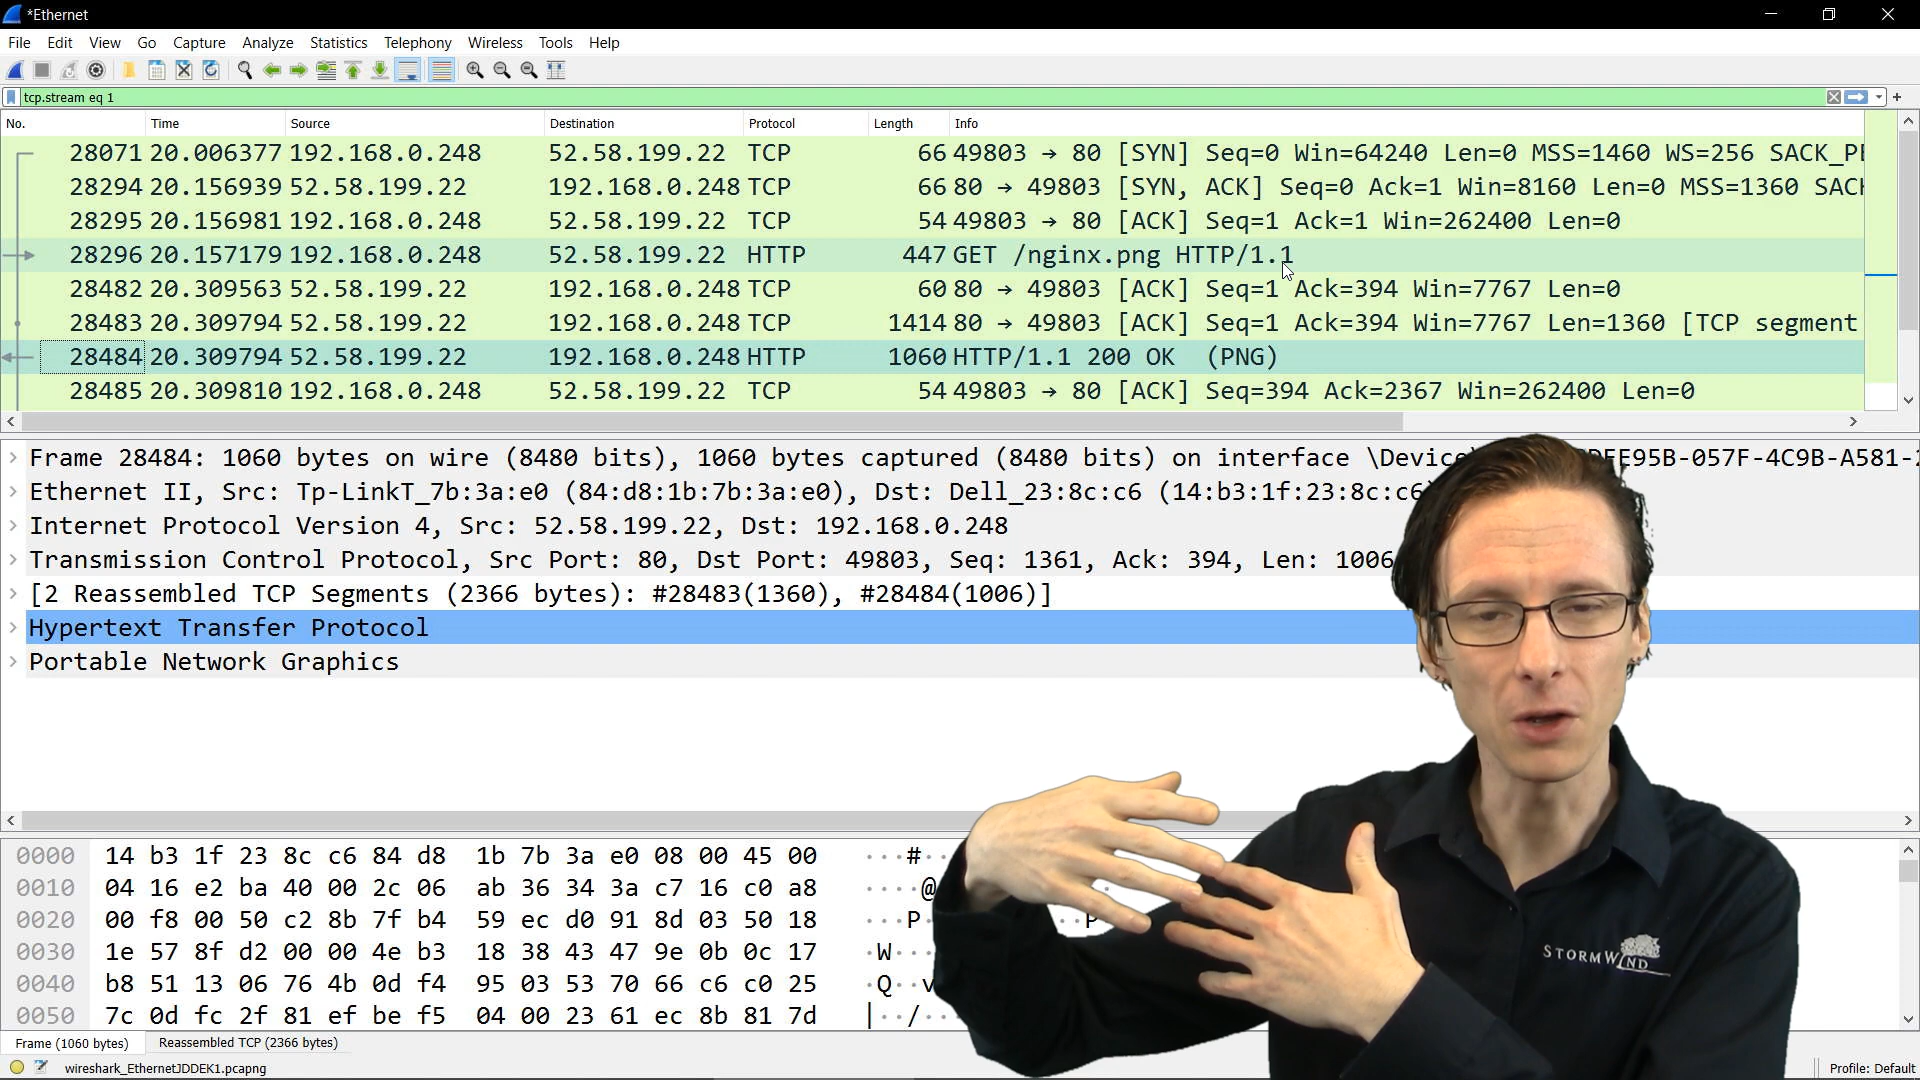 *Ethernet
File Edit View Go Capture Analyze Statistics Telephony Wireless Tools Help
tcp.stream eq 1
No. Time Source Destination Protocol Length Info
28071 20.006377 192.168.0.248 52.58.199.22 TCP 66 49803 → 80 [SYN] Seq=0 Win=64240 Len=0 MSS=1460 WS=256
28294 20.156939 52.58.199.22 192.168.0.248 TCP 66 80 → 49803 [SYN, ACK] Seq=0 Ack=1 Win=8160 Len=0 MSS=1360
28295 20.156981 192.168.0.248 52.58.199.22 TCP 54 49803 → 80 [ACK] Seq=1 Ack=1 Win=262400 Len=0
28296 20.157179 192.168.0.248 52.58.199.22 HTTP 447 GET /nginx.png HTTP/1.1
28482 20.309563 52.58.199.22 192.168.0.248 TCP 60 80 → 49803 [ACK] Seq=1 Ack=394 Win=7767 Len=0
28483 20.309794 52.58.199.22 192.168.0.248 TCP 1414 80 → 49803 [ACK] Seq=1 Ack=394 Win=7767 Len=1360 [TCP segment
28484 20.309794 52.58.199.22 192.168.0.248 HTTP 1060 HTTP/1.1 200 OK (PNG)
28485 20.309810 192.168.0.248 52.58.199.22 TCP 54 49803 → 80 [ACK] Seq=394 Ack=2367 Win=262400 Len=0
Frame 28484: 1060 bytes on wire (8480 bits), 1060 bytes captured (8480 bits) on interface \Device 95B-057F-4C9B-A581-
Ethernet II, Src: Tp-LinkT_7b:3a:e0 (84:d8:1b:7b:3a:e0), Dst: Dell_23:8c:c6 (14:b3:1f:23:8c:c6
Internet Protocol Version 4, Src: 52.58.199.22, Dst: 192.168.0.248
Transmission Control Protocol, Src Port: 80, Dst Port: 49803, Seq: 1361, Ack: 394, Len: 1006
[2 Reassembled TCP Segments (2366 bytes): #28483(1360), #28484(1006)]
Hypertext Transfer Protocol
Portable Network Graphics
0000 14 b3 1f 23 8c c6 84 d8 1b 7b 3a e0 08 00 45 00 ···#··
0010 04 16 e2 ba 40 00 2c 06 ab 36 34 3a c7 16 c0 a8 ····@
0020 00 f8 00 50 c2 8b 7f b4 59 ec d0 91 8d 03 50 18 ···P P
0030 1e 57 8f d2 00 00 4e b3 18 38 43 47 9e 0b 0c 17 ·W··
0040 b8 51 13 06 76 4b 0d f4 95 03 53 70 66 c6 c0 25 ·Q··v
0050 7c 0d fc 2f 81 ef be f5 04 00 23 61 ec 8b 81 7d |··/··
Frame (1060 bytes) Reassembled TCP (2366 bytes)
wireshark_EthernetJDDEK1.pcapng Profile: Default
STORMWIND